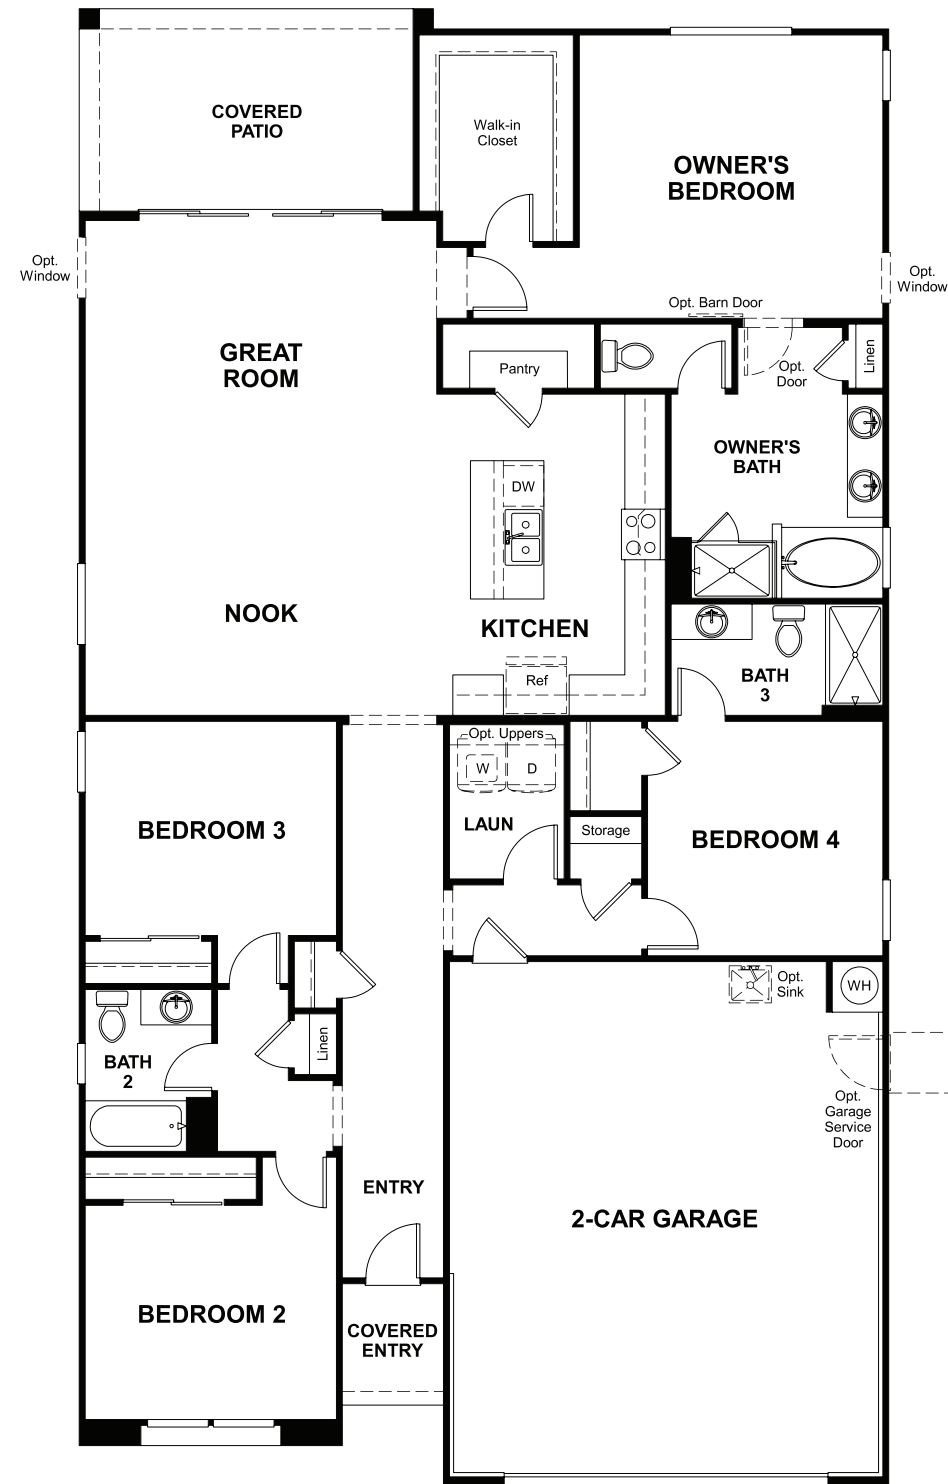 COVERED
PATIO
Walk-in
Closet
OWNER'S
BEDROOM
Opt.
Window
Opt.
Window
Opt. Barn Door
GREAT
ROOM
Pantry
Opt.
Door
Linen
OWNER'S
BATH
DW
NOOK
KITCHEN
Ref
BATH
3
Opt. Uppers
W
D
LAUN
BEDROOM 3
Storage
BEDROOM 4
Opt.
Sink
WH
Linen
BATH
2
Opt.
Garage
Service
Door
ENTRY
2-CAR GARAGE
BEDROOM 2
COVERED
ENTRY